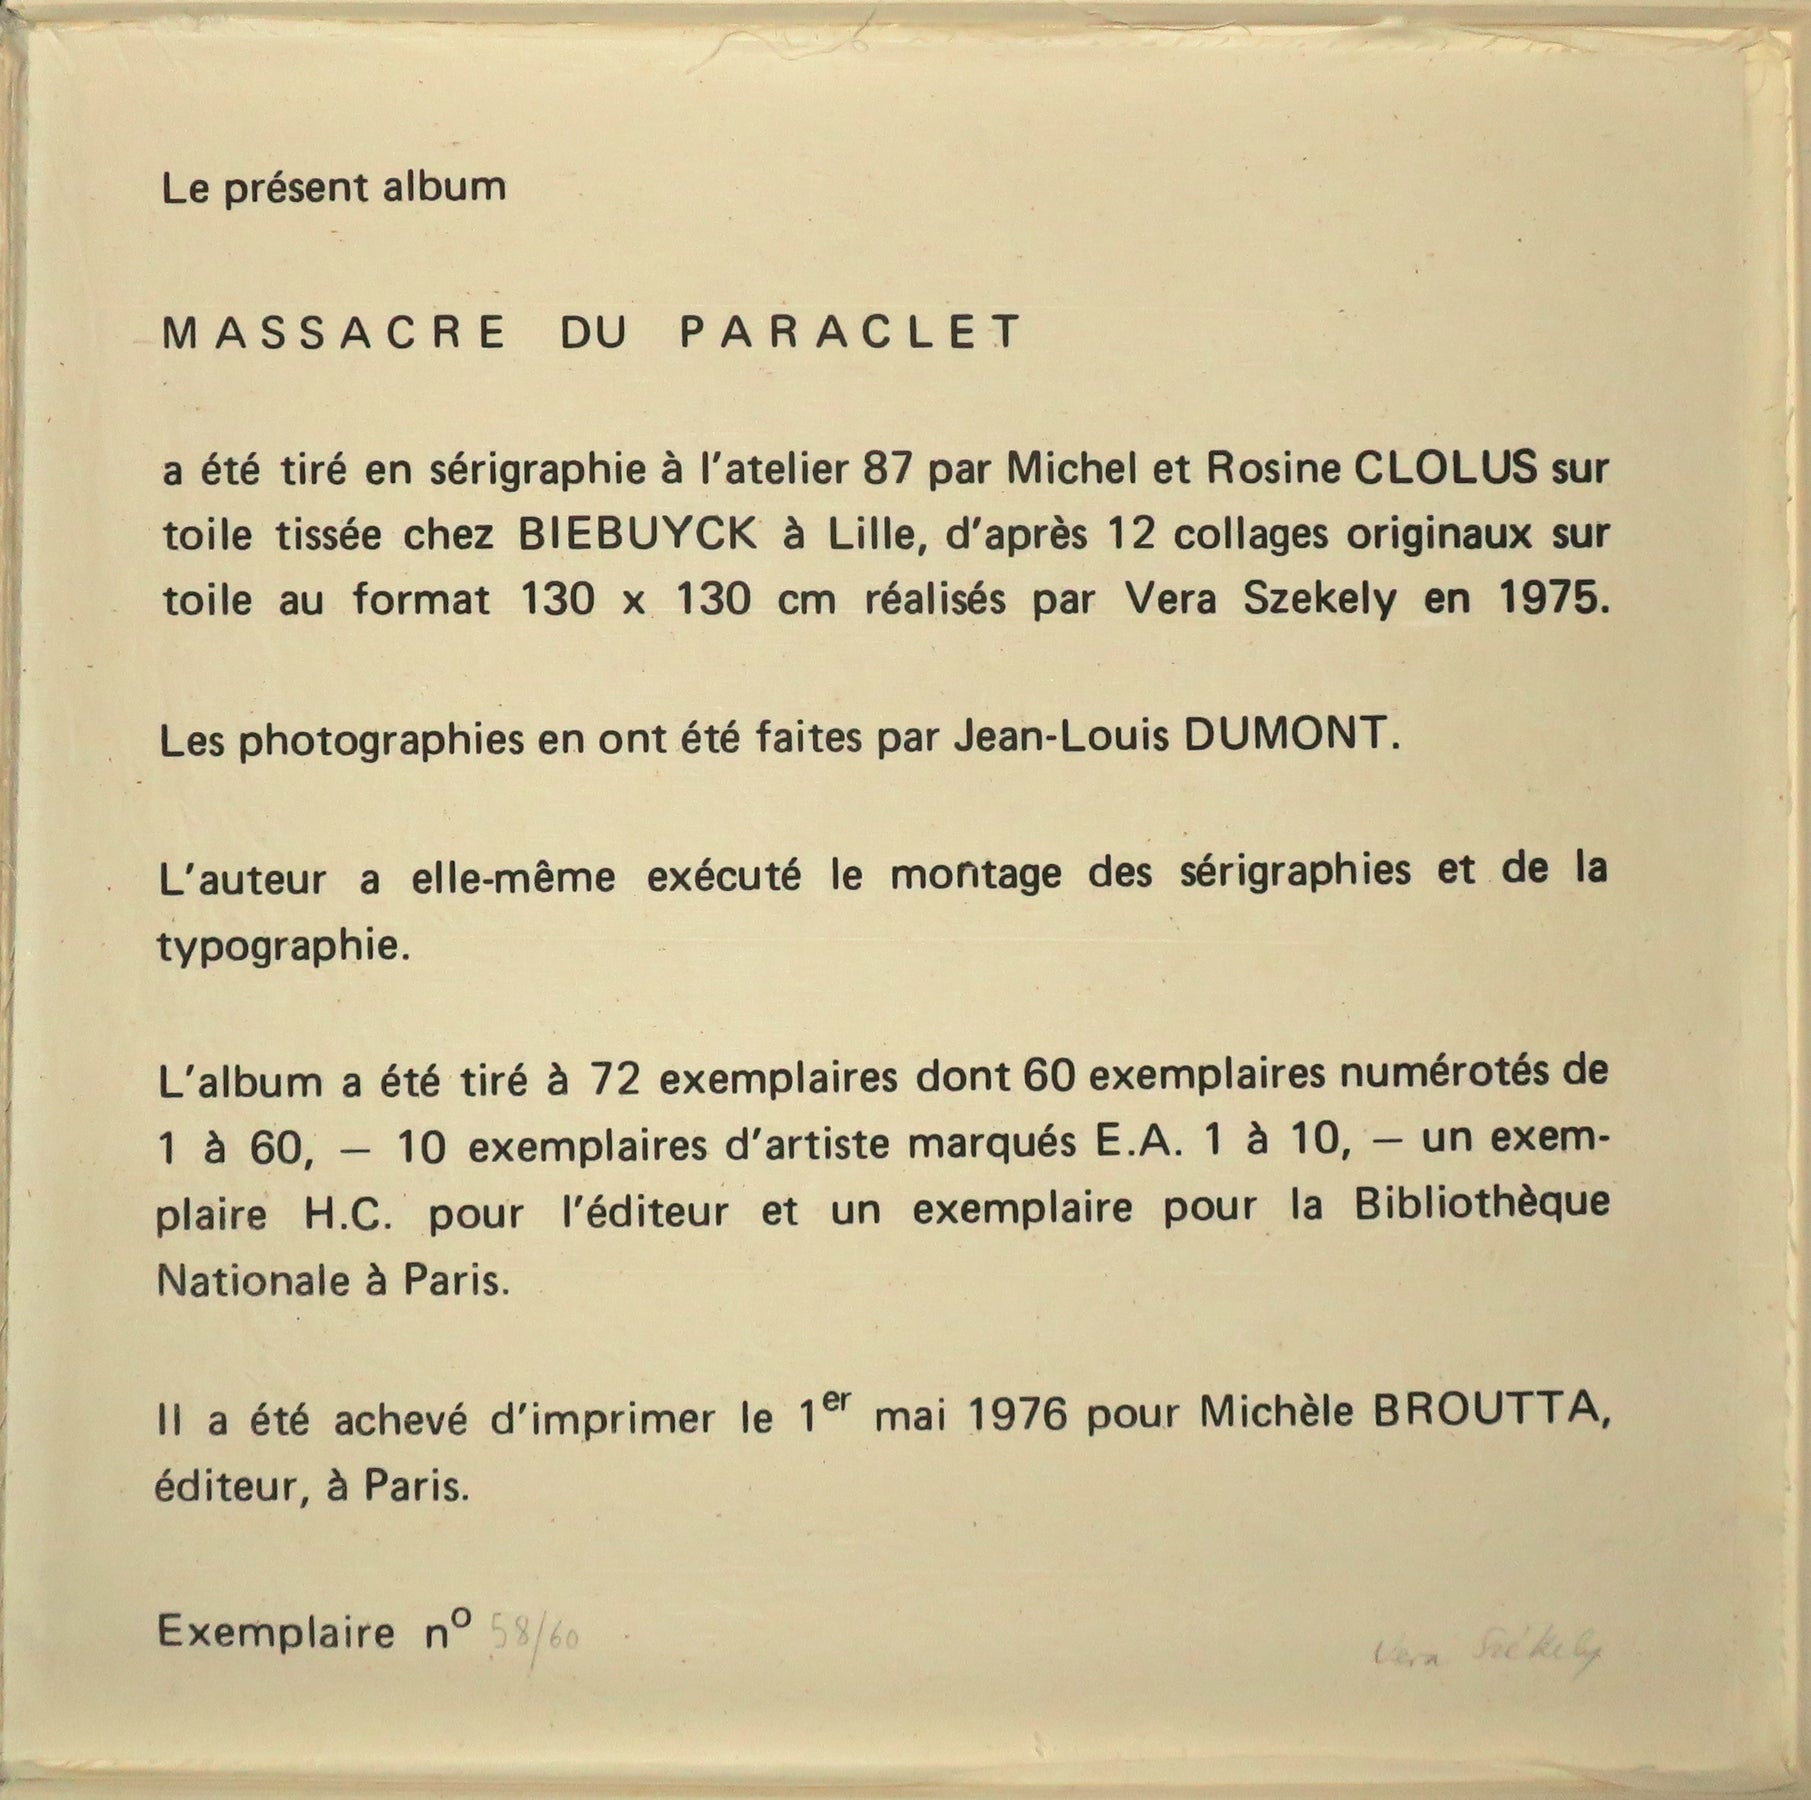 Le présent album
MASSACRE DU PARACLET
a été tiré en sérigraphie à l'atelier 87 par Michel et Rosine CLOLUS sur
toile tissée chez BIEBUYCK à Lille, d'après 12 collages originaux sur
toile au format 130 x 130 cm réalisés par Vera Szekely en 1975.
Les photographies en ont été faites par Jean-Louis DUMONT.
L'auteur a elle-même exécuté le montage des sérigraphies et de la
typographie.
L'album a été tiré à 72 exemplaires dont 60 exemplaires numérotés de
1 à 60, – 10 exemplaires d'artiste marqués E.A. 1 à 10, – un exem-
plaire H.C. pour l'éditeur et un exemplaire pour la Bibliothèque
Nationale à Paris.
Il a été achevé d'imprimer le 1er mai 1976 pour Michèle BROUTTA,
éditeur, à Paris.
Exemplaire nº 58/60
Vera Székely